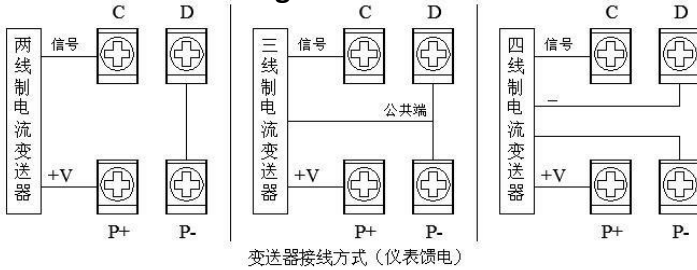 C D
两线制电流变送器
信号
+V
P+ P-
C D
三线制电流变送器
信号
公共端
+V
P+ P-
C D
四线制电流变送器
信号
−
+V
P+ P-
变送器接线方式（仪表馈电）